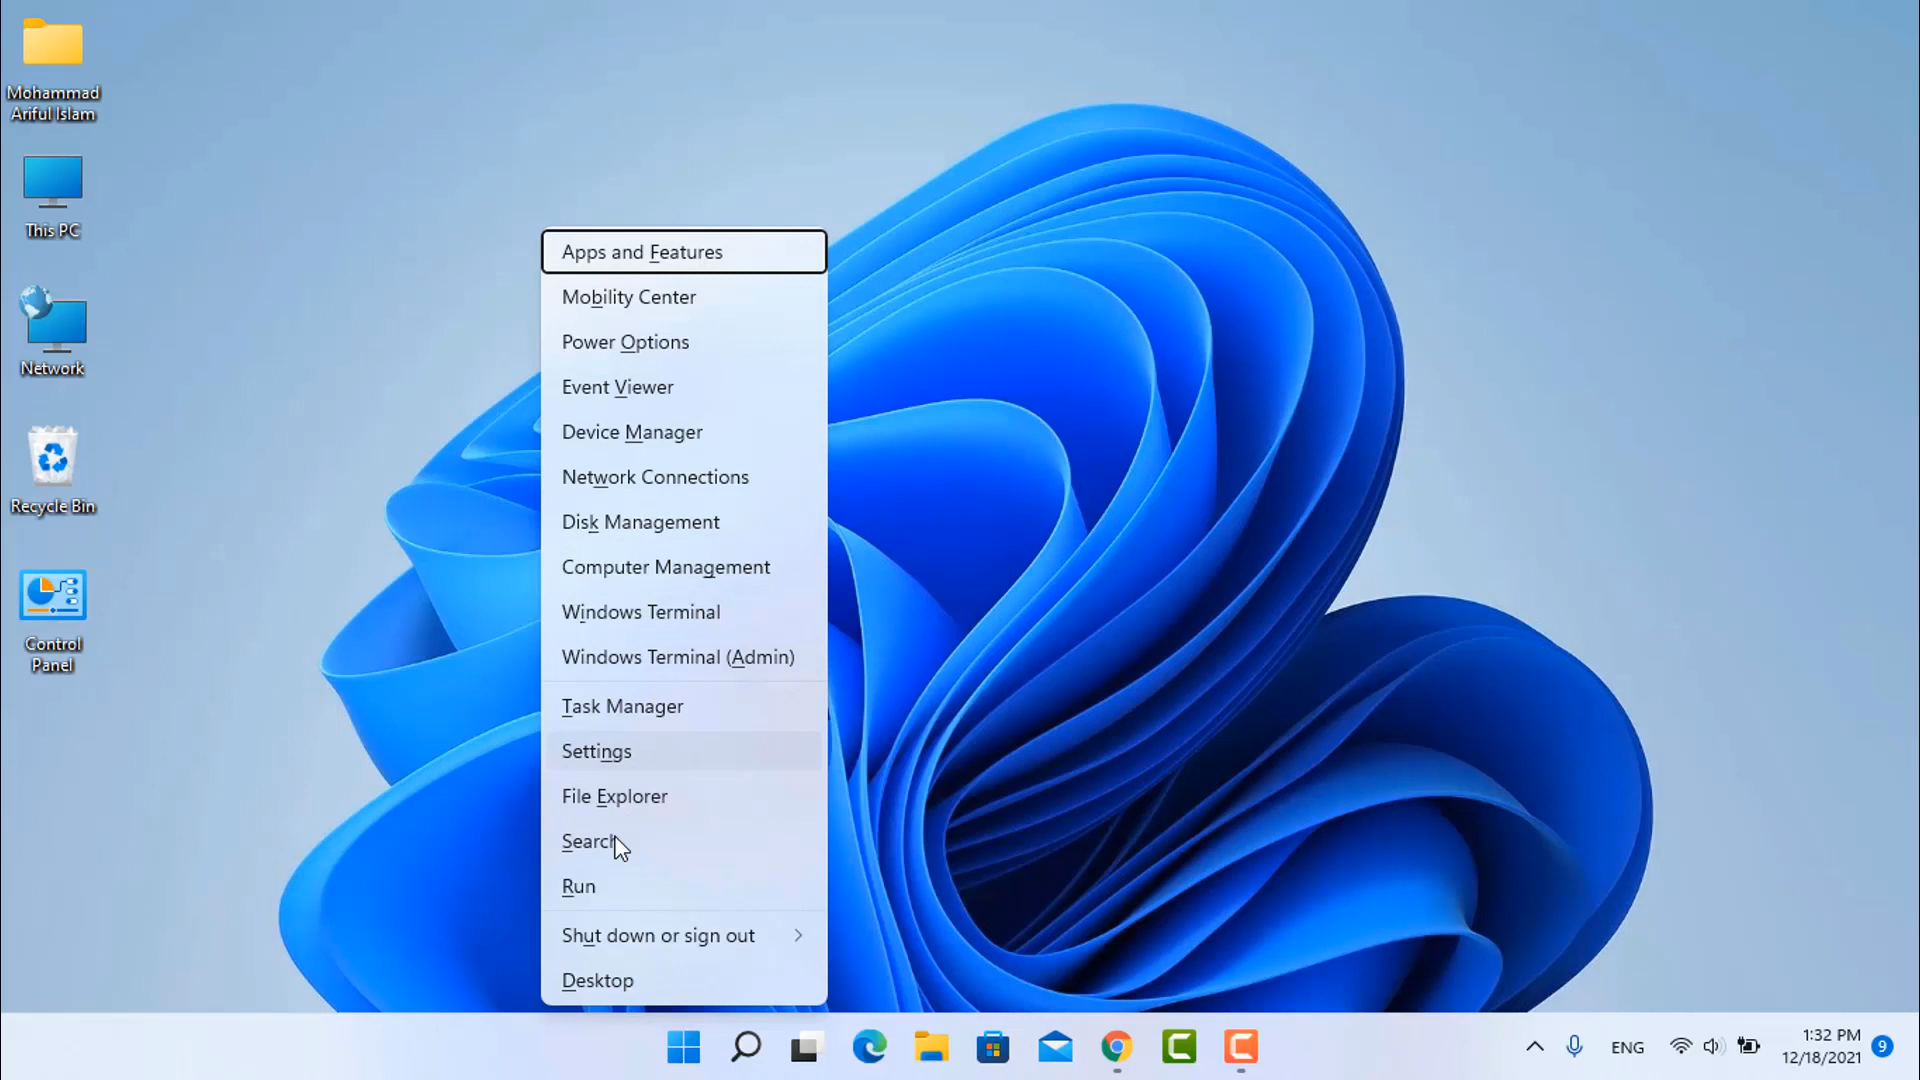 Mohammad
Ariful Islam
This PC
Network
Recycle Bin
Control
Panel
Apps and Features
Mobility Center
Power Options
Event Viewer
Device Manager
Network Connections
Disk Management
Computer Management
Windows Terminal
Windows Terminal (Admin)
Task Manager
Settings
File Explorer
Search
Run
Shut down or sign out
Desktop
ENG
1:32 PM
12/18/2021
9